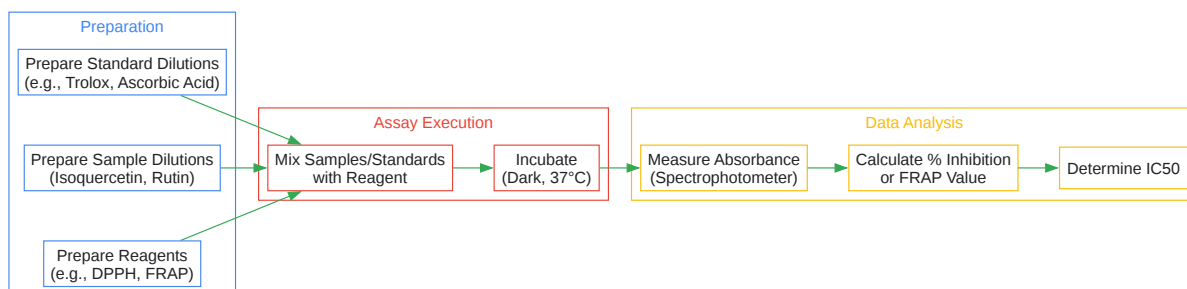 Preparation
Prepare Standard Dilutions
(e.g., Trolox, Ascorbic Acid)
Prepare Sample Dilutions
(Isoquercetin, Rutin)
Prepare Reagents
(e.g., DPPH, FRAP)
Assay Execution
Mix Samples/Standards
with Reagent
Incubate
(Dark, 37°C)
Data Analysis
Measure Absorbance
(Spectrophotometer)
Calculate % Inhibition
or FRAP Value
Determine IC50